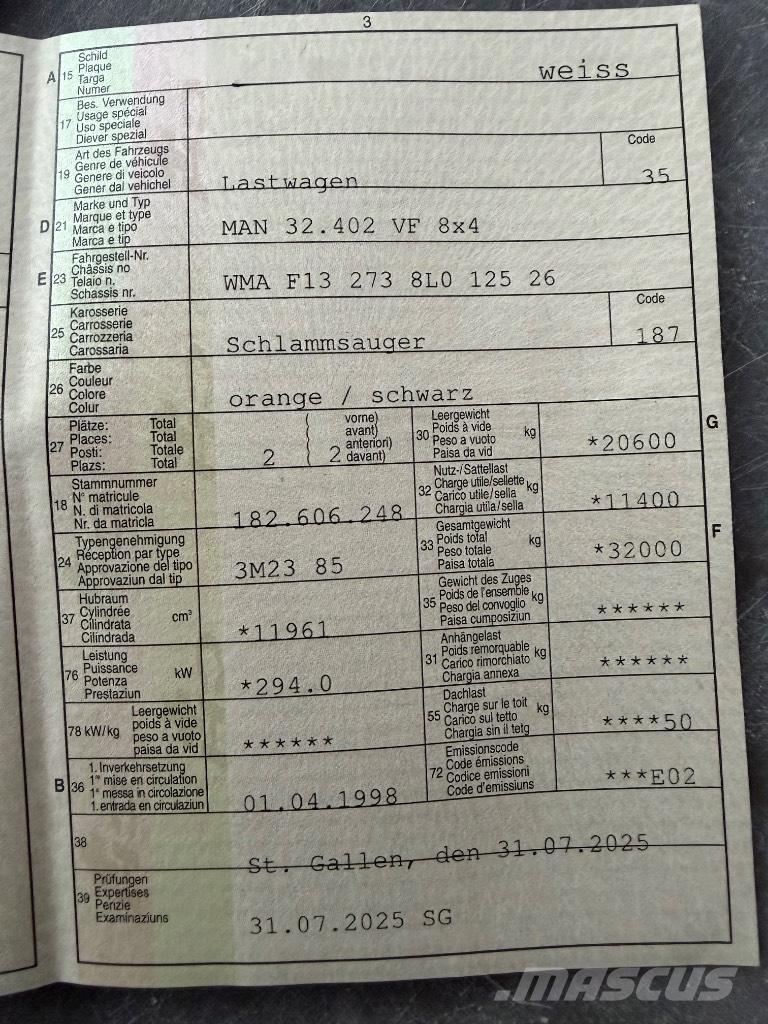 3
A 15 Schild
Plaque
Targa
Numer
weiss
17 Bes. Verwendung
Usage spécial
Uso speciale
Diever spezial
19 Art des Fahrzeugs
Genre de véhicule
Genere di veicolo
Gener dal vehichel
Lastwagen
Code
35
D 21 Marke und Typ
Marque et type
Marca e tipo
Marca e tip
MAN 32.402 VF 8x4
E 23 Fahrgestell-Nr.
Châssis no
Telaio n.
Schassis nr.
WMA F13 273 8L0 125 26
25 Karosserie
Carrosserie
Carrozzeria
Carossaria
Schlammsauger
Code
187
26 Farbe
Couleur
Colore
Colur
orange / schwarz
27 Plätze: Total
Places: Total
Posti: Totale
Plazs: Total
2
( vorne)
avant)
anteriori)
( 2 davant)
30 Leergewicht
Poids à vide
Peso a vuoto
Paisa da vid
kg
*20600
G
18 Stammnummer
N° matricule
N. di matricola
Nr. da matricla
182.606.248
32 Nutz-/Sattellast
Charge utile/sellette
Carico utile/sella
Chargia utila/sella
kg
*11400
24 Typengenehmigung
Réception par type
Approvazione del tipo
Approvaziun dal tip
3M23 85
33 Gesamtgewicht
Poids total
Peso totale
Paisa totala
kg
*32000
F
37 Hubraum
Cylindrée
Cilindrata
Cilindrada
cm³
*11961
35 Gewicht des Zuges
Poids de l'ensemble
Peso del convoglio
Paisa cumposiziun
kg
******
76 Leistung
Puissance
Potenza
Prestaziun
kW
*294.0
31 Anhängelast
Poids remorquable
Carico rimorchiato
Chargia annexa
kg
******
78 kW/kg Leergewicht
poids à vide
peso a vuoto
paisa da vid
******
55 Dachlast
Charge sur le toit
Carico sul tetto
Chargia sin il tetg
kg
****50
B 36 1. Inverkehrsetzung
1re mise en circulation
1a messa in circolazione
1. entrada en circulaziun
01.04.1998
72 Emissionscode
Code émissions
Codice emissioni
Code d'emissiuns
***E02
38
St. Gallen, den 31.07.2025
39 Prüfungen
Expertises
Perizie
Examinaziuns
31.07.2025 SG
MASCUS